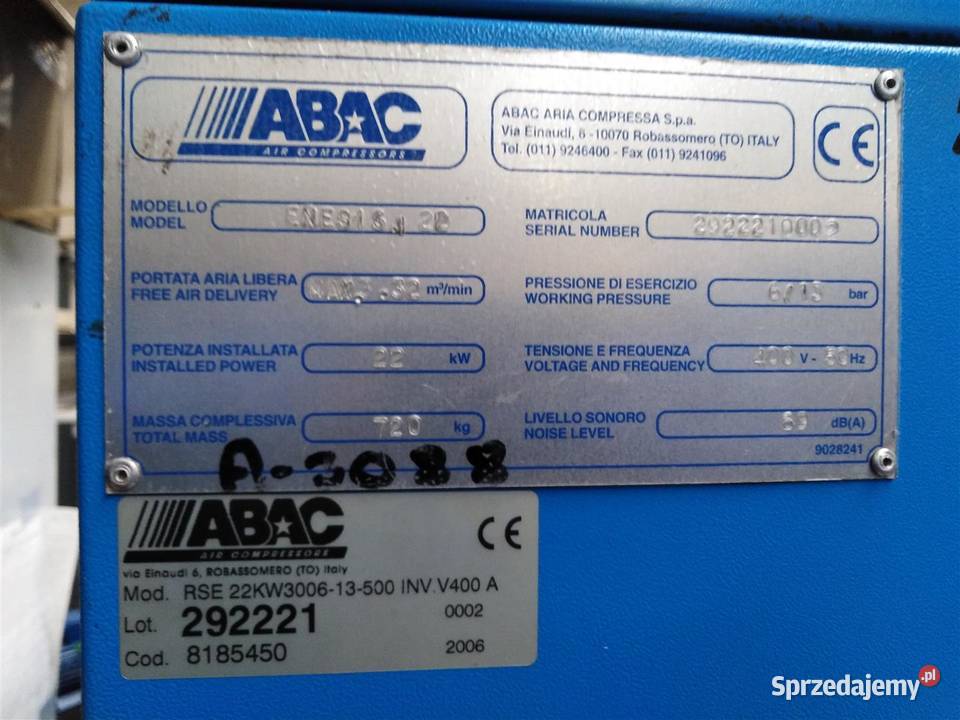 ABAC
AIR COMPRESSORS
ABAC ARIA COMPRESSA S.p.a.
Via Einaudi, 6 - 10070 Robassomero (TO) ITALY
Tel. (011) 9246400 - Fax (011) 9241096
CE
MODELLO
MODEL
MATRICOLA
SERIAL NUMBER
PORTATA ARIA LIBERA
FREE AIR DELIVERY
m³/min
PRESSIONE DI ESERCIZIO
WORKING PRESSURE
6/13 bar
POTENZA INSTALLATA
INSTALLED POWER
22 kW
TENSIONE E FREQUENZA
VOLTAGE AND FREQUENCY
400 V - 50 Hz
MASSA COMPLESSIVA
TOTAL MASS
720 kg
LIVELLO SONORO
NOISE LEVEL
dB(A)
9028241
A-3088
ABAC
AIR COMPRESSORS
CE
via Einaudi 6, ROBASSOMERO (TO) Italy
Mod. RSE 22KW3006-13-500 INV.V400 A
Lot. 292221 0002
Cod. 8185450 2006
Sprzedajemy.pl